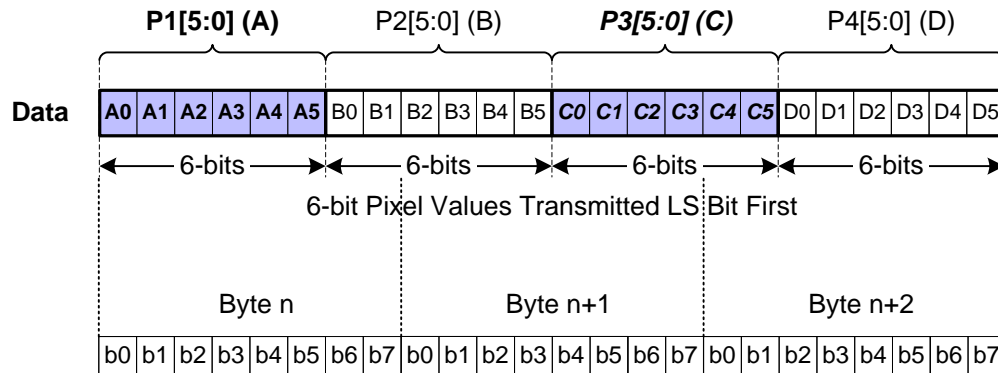 P1[5:0] (A) P2[5:0] (B) P3[5:0] (C) P4[5:0] (D)
Data A0 A1 A2 A3 A4 A5 B0 B1 B2 B3 B4 B5 C0 C1 C2 C3 C4 C5 D0 D1 D2 D3 D4 D5
6-bits 6-bits 6-bits 6-bits
6-bit Pixel Values Transmitted LS Bit First
Byte n Byte n+1 Byte n+2
b0 b1 b2 b3 b4 b5 b6 b7 b0 b1 b2 b3 b4 b5 b6 b7 b0 b1 b2 b3 b4 b5 b6 b7